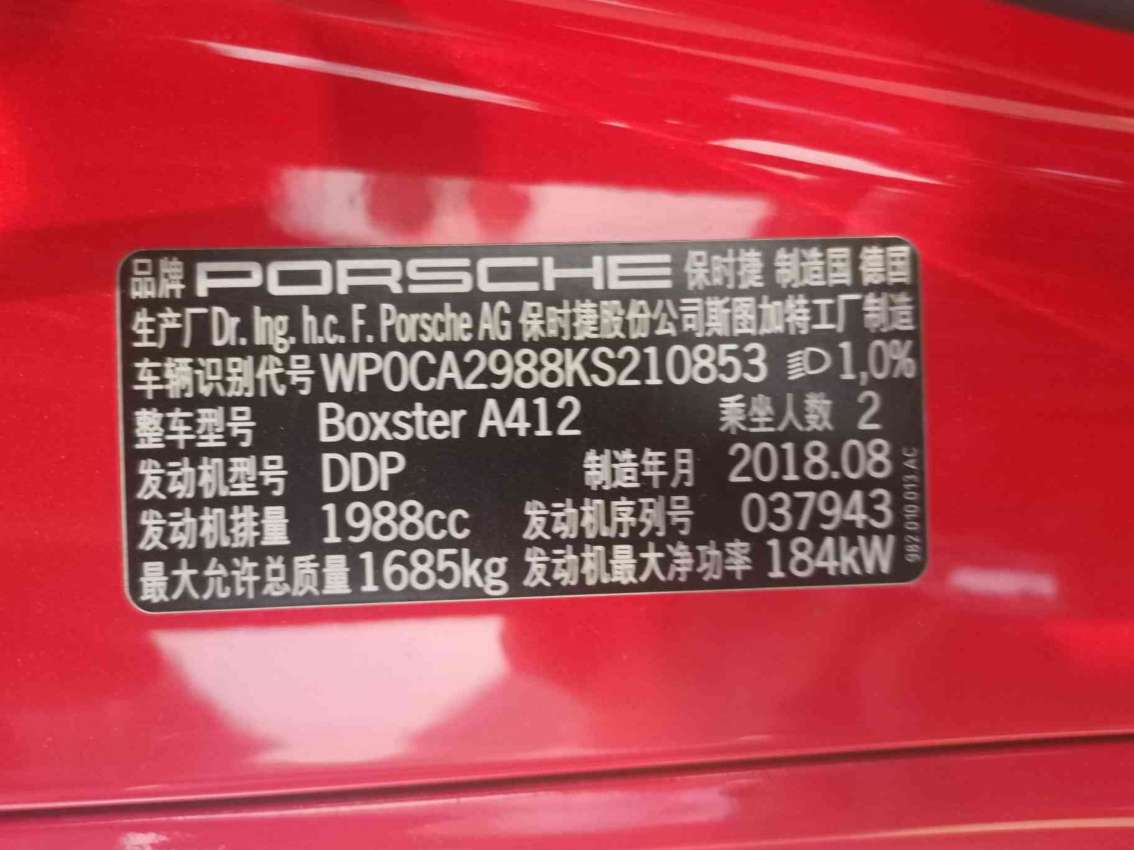 品牌 PORSCHE 保时捷 制造国 德国
生产厂 Dr. Ing. h.c. F. Porsche AG 保时捷股份公司斯图加特工厂制造
车辆识别代号 WP0CA2988KS210853 1,0%
整车型号 Boxster A412 乘坐人数 2
发动机型号 DDP 制造年月 2018.08
发动机排量 1988cc 发动机序列号 037943
最大允许总质量 1685kg 发动机最大净功率 184kW
982 010 013 AC